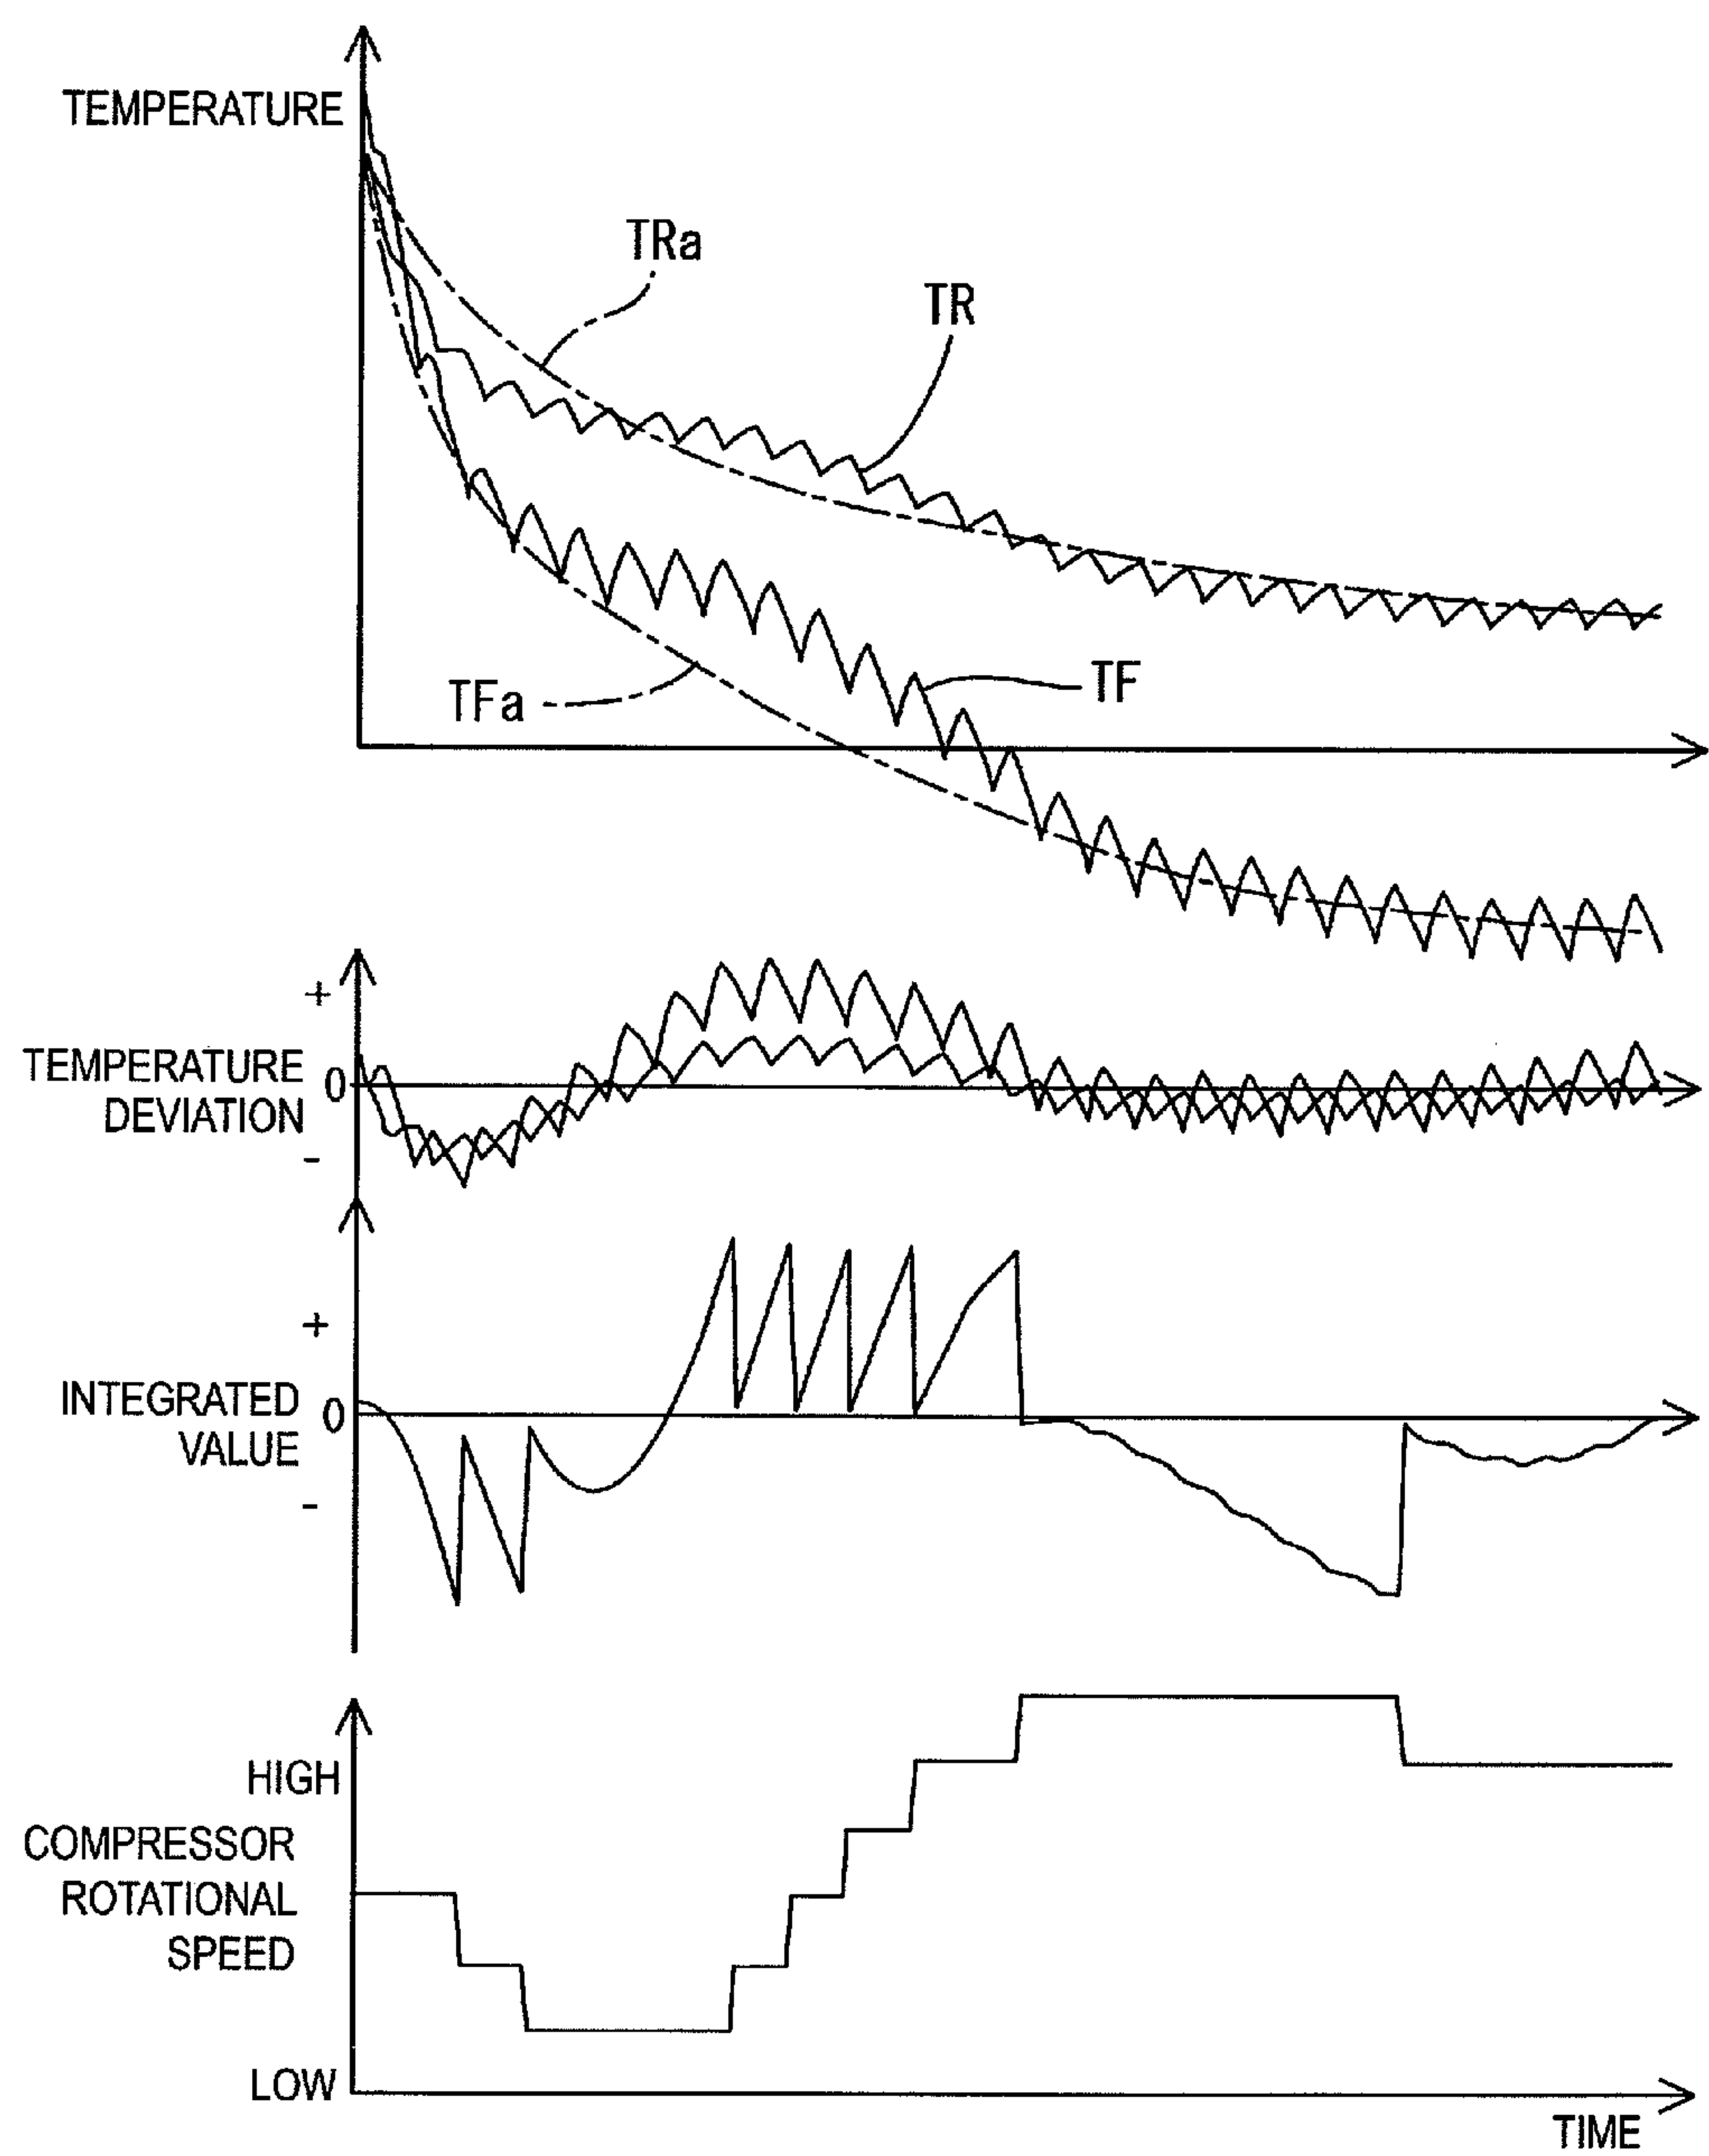 TEMPERATURE
TRa
TR
TFa
TF
+
TEMPERATURE
0
DEVIATION
-
+
INTEGRATED
0
VALUE
-
HIGH
COMPRESSOR
ROTATIONAL
SPEED
LOW
TIME